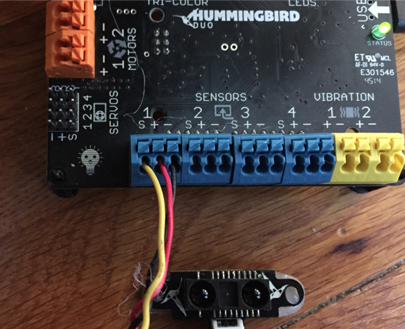 TRI-COLOR
LEDS
HUMMINGBIRD
DUO
USB
STATUS
E301546
4514
1 2
MOTORS
+ -
SERVOS
1 2 3 4
- + S
SENSORS
VIBRATION
1 2 3 4 1 2
S + - S + - S + - S + -